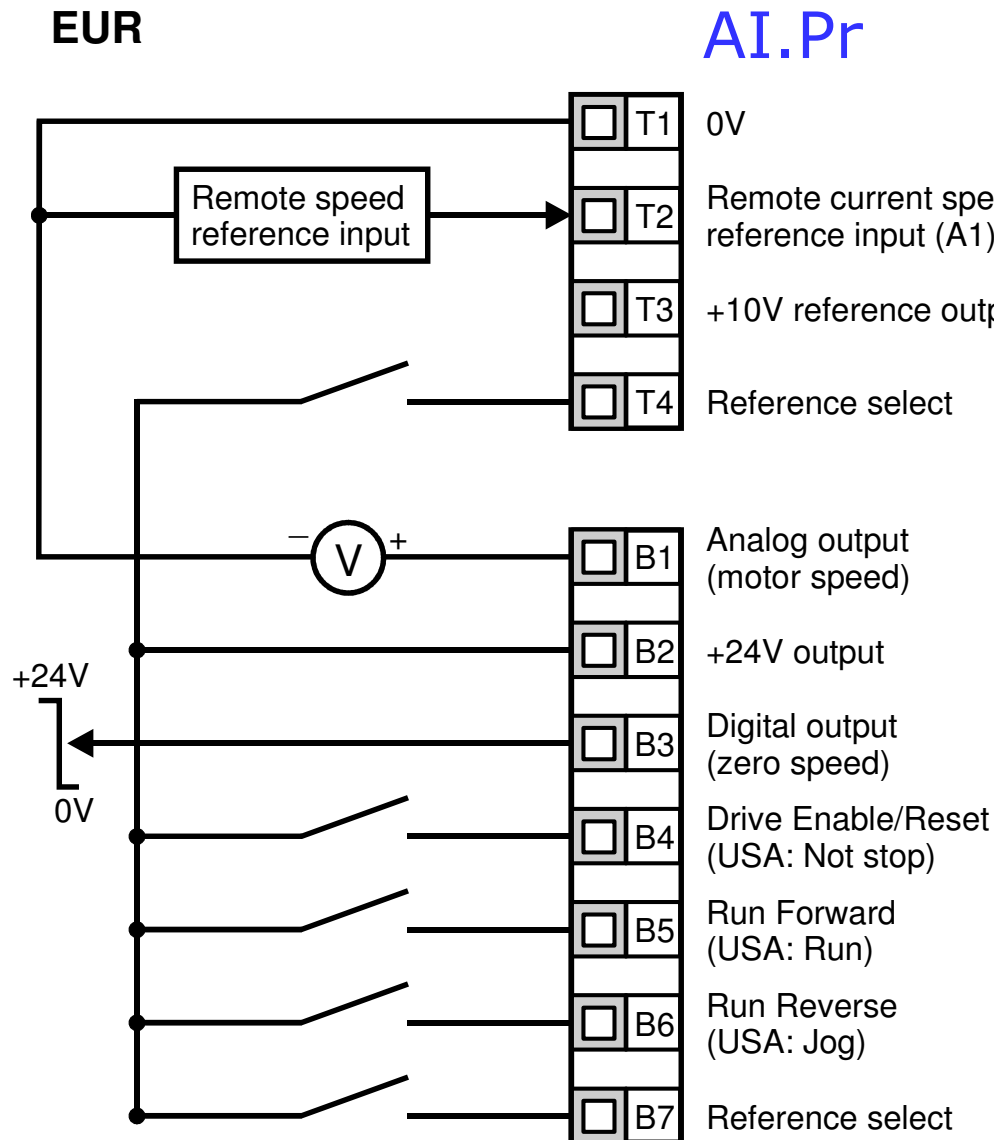 EUR
AI.Pr
T1
0V
Remote speed
reference input
T2
Remote current spe
reference input (A1)
T3
+10V reference outp
T4
Reference select
–
V
+
B1
Analog output
(motor speed)
B2
+24V output
+24V
0V
B3
Digital output
(zero speed)
B4
Drive Enable/Reset
(USA: Not stop)
B5
Run Forward
(USA: Run)
B6
Run Reverse
(USA: Jog)
B7
Reference select